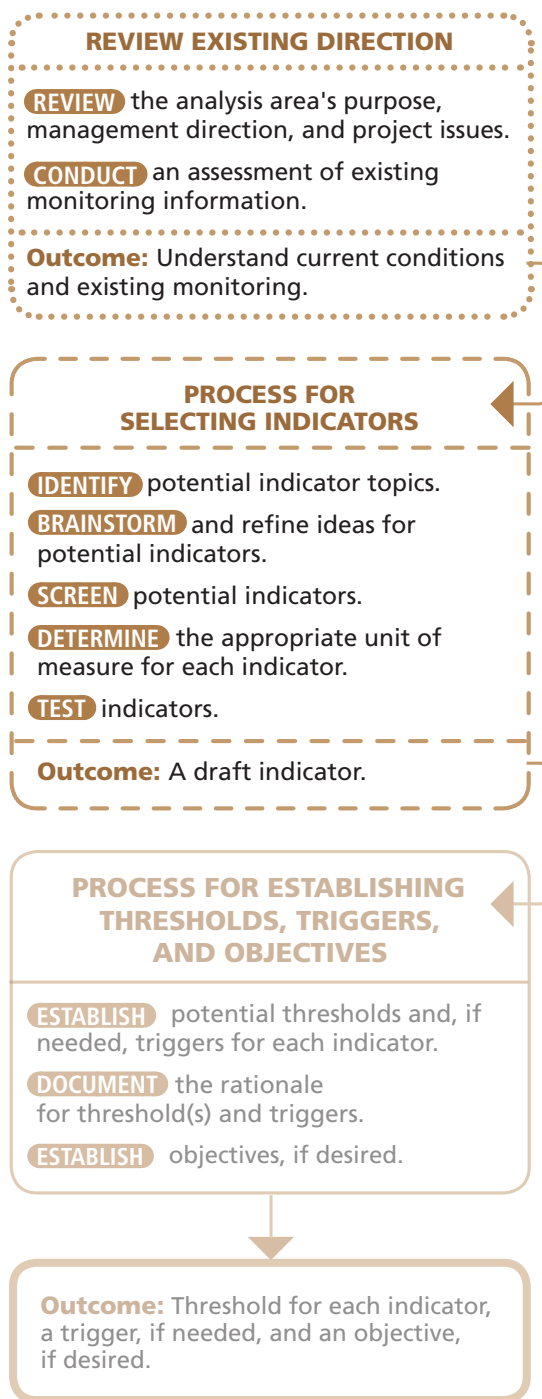 REVIEW EXISTING DIRECTION
REVIEW the analysis area's purpose,
management direction, and project issues.
CONDUCT an assessment of existing
monitoring information.
Outcome: Understand current conditions
and existing monitoring.
PROCESS FOR
SELECTING INDICATORS
IDENTIFY potential indicator topics.
BRAINSTORM and refine ideas for
potential indicators.
SCREEN potential indicators.
DETERMINE the appropriate unit of
measure for each indicator.
TEST indicators.
Outcome: A draft indicator.
PROCESS FOR ESTABLISHING
THRESHOLDS, TRIGGERS,
AND OBJECTIVES
ESTABLISH potential thresholds and, if
needed, triggers for each indicator.
DOCUMENT the rationale
for threshold(s) and triggers.
ESTABLISH objectives, if desired.
Outcome: Threshold for each indicator,
a trigger, if needed, and an objective,
if desired.